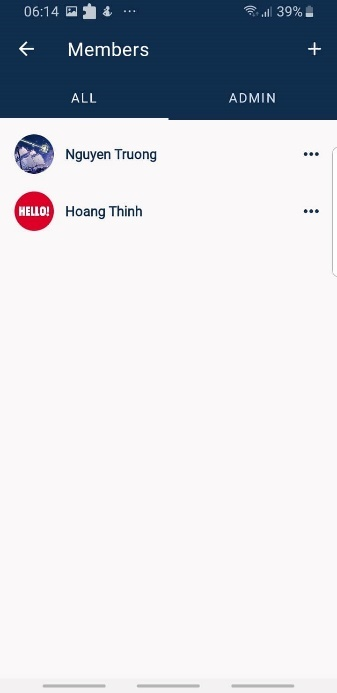 06:14 ... 39%
Members
ALL ADMIN
Nguyen Truong
HELLO! Hoang Thinh